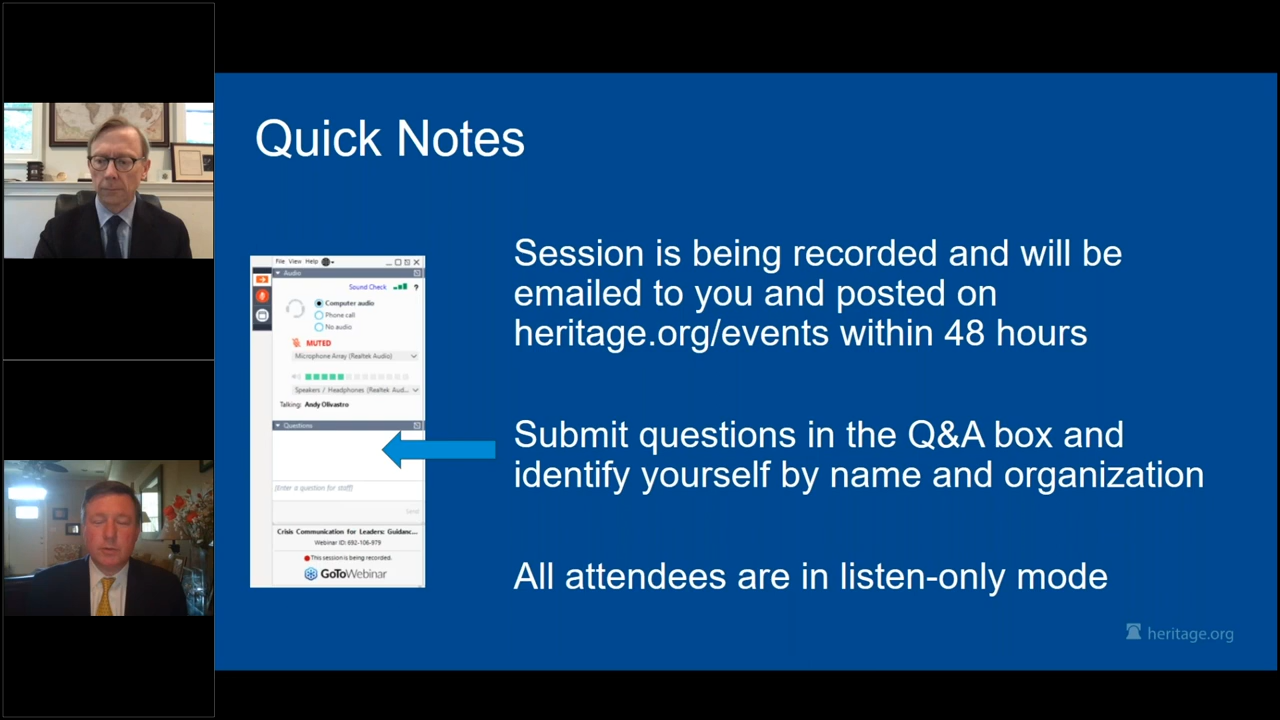 Quick Notes
File View Help
Audio
Sound Check
?
Computer audio
Phone call
No audio
MUTED
Microphone Array (Realtek Audio)
Speakers / Headphones (Realtek Aud...
Talking: Andy Olivastro
Questions
[Enter a question for staff]
Send
Crisis Communication for Leaders: Guidanc...
Webinar ID: 692-106-979
This session is being recorded.
GoToWebinar
Session is being recorded and will be
emailed to you and posted on
heritage.org/events within 48 hours
Submit questions in the Q&A box and
identify yourself by name and organization
All attendees are in listen-only mode
heritage.org